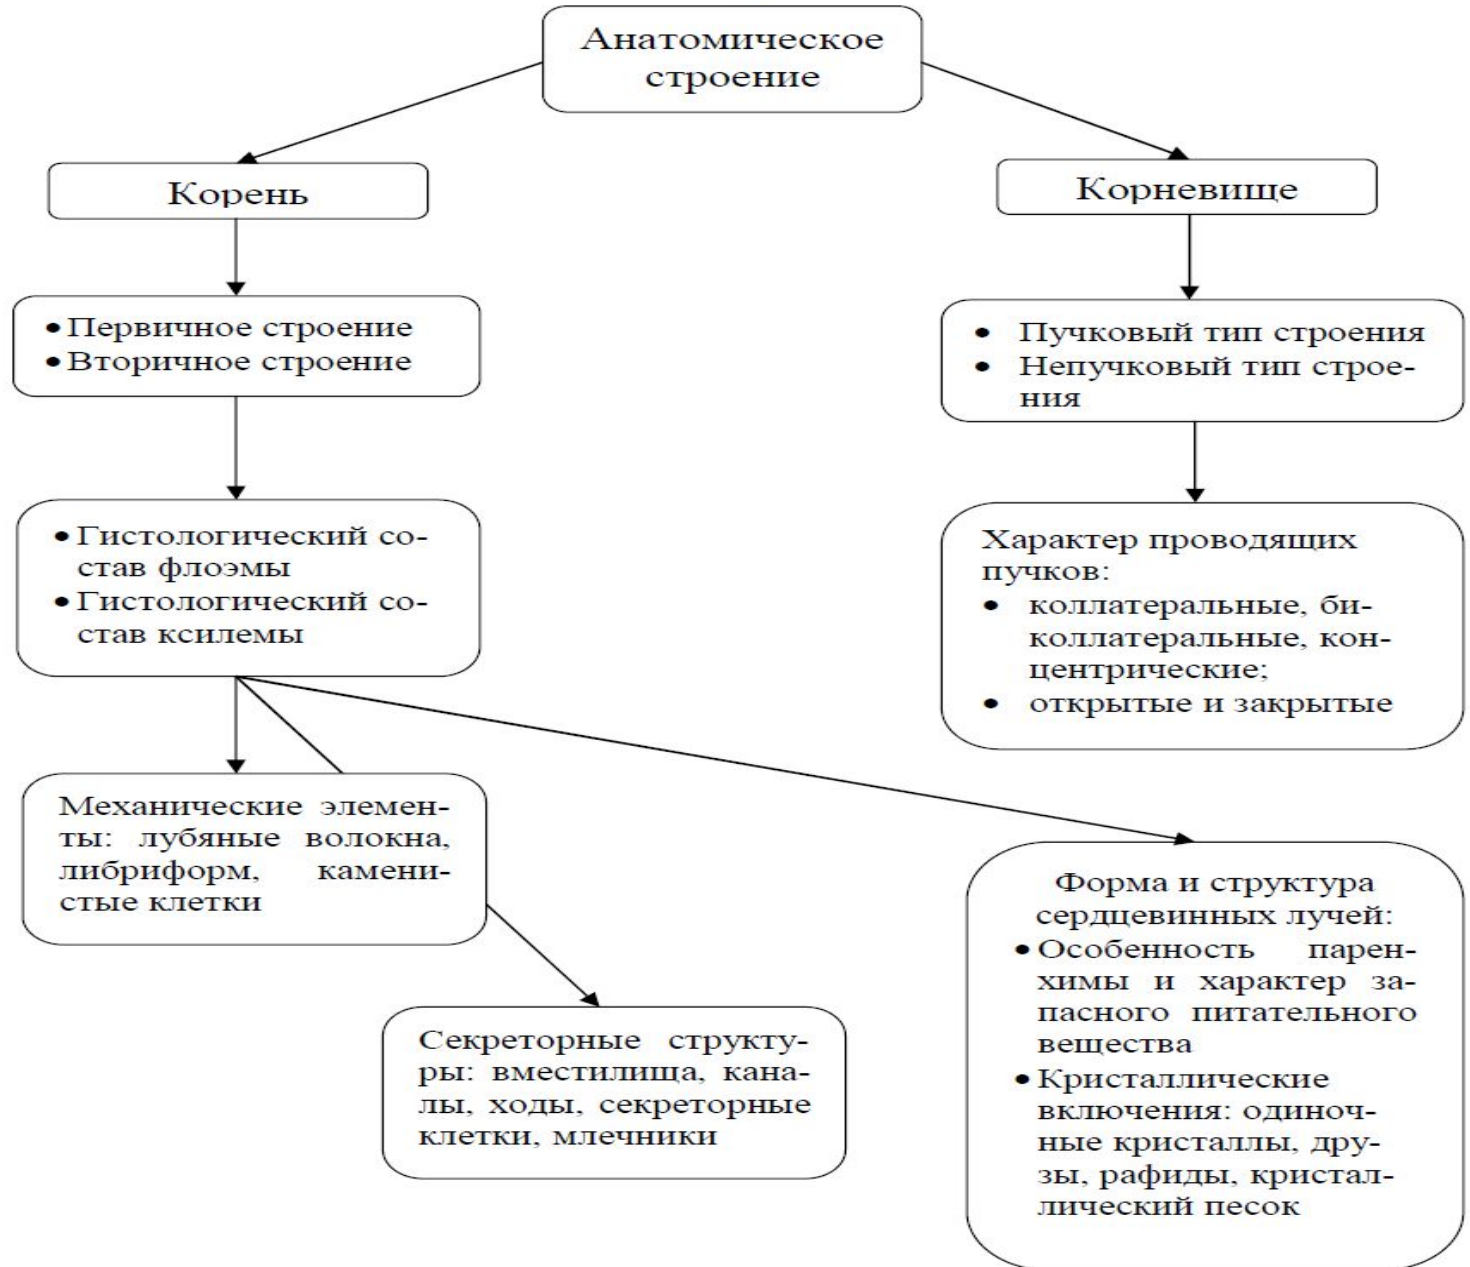 Анатомическое
строение
Корень
Корневище
• Первичное строение
• Вторичное строение
• Пучковый тип строения
• Непучковый тип строе-
ния
• Гистологический со-
став флоэмы
• Гистологический со-
став ксилемы
Характер проводящих
пучков:
• коллатеральные, би-
коллатеральные, кон-
центрические;
• открытые и закрытые
Механические элемен-
ты: лубяные волокна,
либриформ, камени-
стые клетки
Секреторные структу-
ры: вместилища, кана-
лы, ходы, секреторные
клетки, млечники
Форма и структура
сердцевинных лучей:
• Особенность парен-
химы и характер за-
пасного питательного
вещества
• Кристаллические
включения: одиноч-
ные кристаллы, дру-
зы, рафиды, кристал-
лический песок